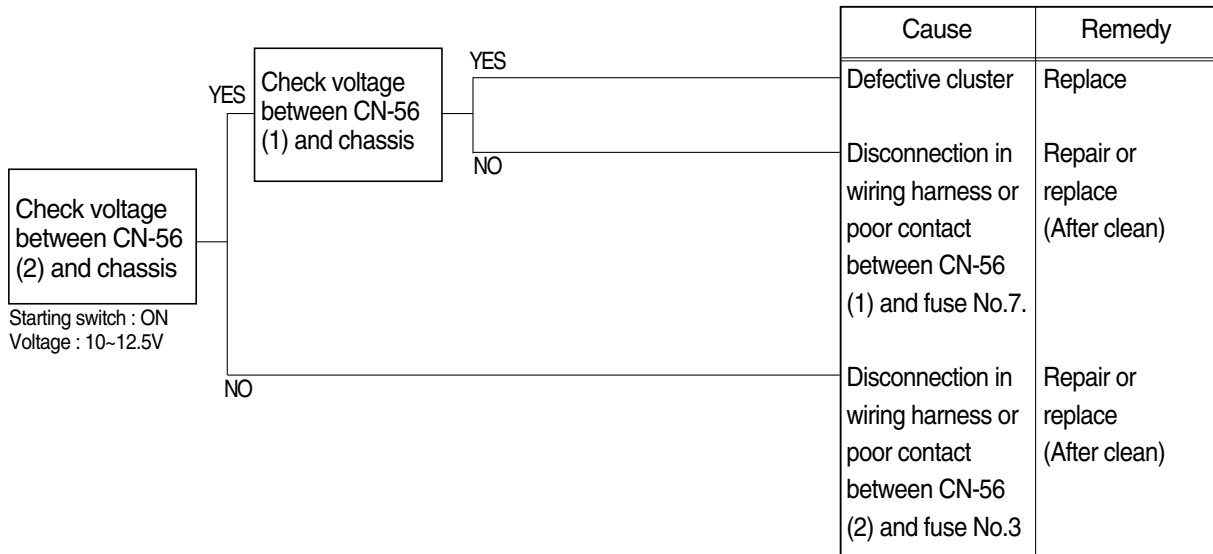 Check voltage
between CN-56
(2) and chassis
Starting switch : ON
Voltage : 10~12.5V
YES
NO
Check voltage
between CN-56
(1) and chassis
YES
NO
Cause
Remedy
Defective cluster
Replace
Disconnection in
wiring harness or
poor contact
between CN-56
(1) and fuse No.7.
Repair or
replace
(After clean)
Disconnection in
wiring harness or
poor contact
between CN-56
(2) and fuse No.3
Repair or
replace
(After clean)